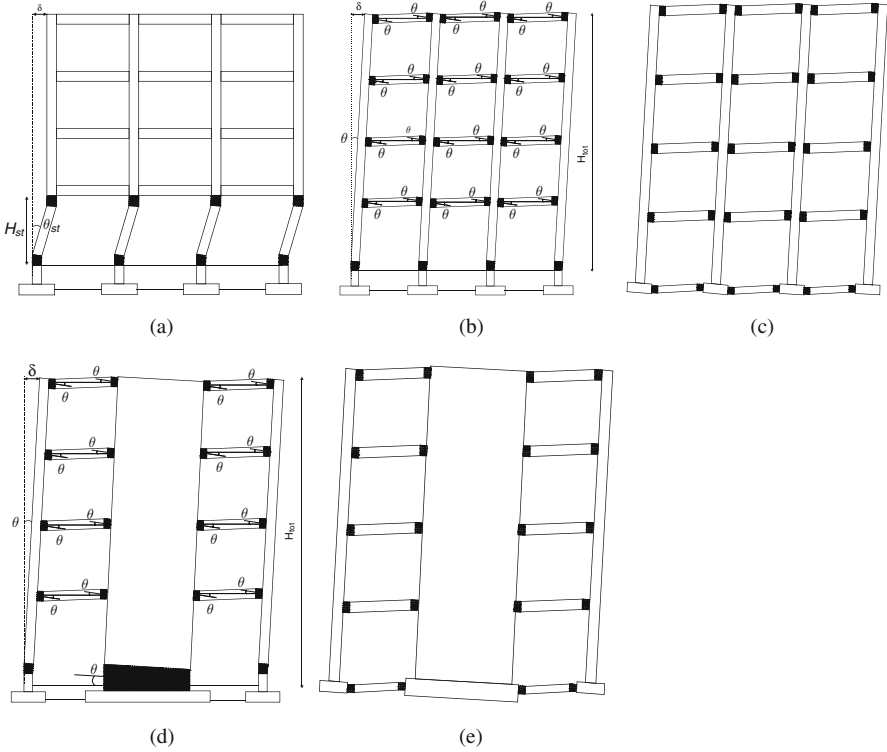 δ
H_st
θ_st
(a)
δ θ θ θ
θ θ θ
θ θ θ
θ θ θ
θ θ θ θ
θ θ θ
θ θ θ
θ θ θ
H_tot
(b)
(c)
δ θ θ
θ θ
θ θ
θ θ
θ θ θ
θ θ
θ θ
θ θ
θ
H_tot
(d)
(e)